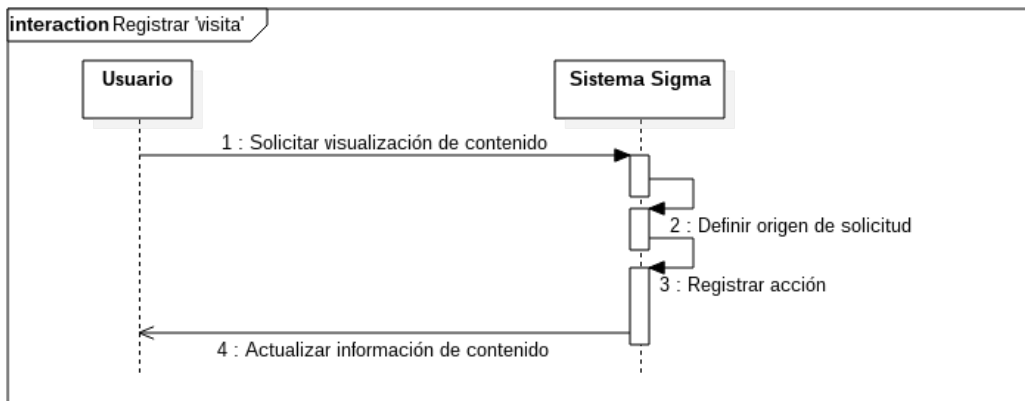 interaction Registrar 'visita'
Usuario
Sistema Sigma
1 : Solicitar visualización de contenido
2 : Definir origen de solicitud
3 : Registrar acción
4 : Actualizar información de contenido